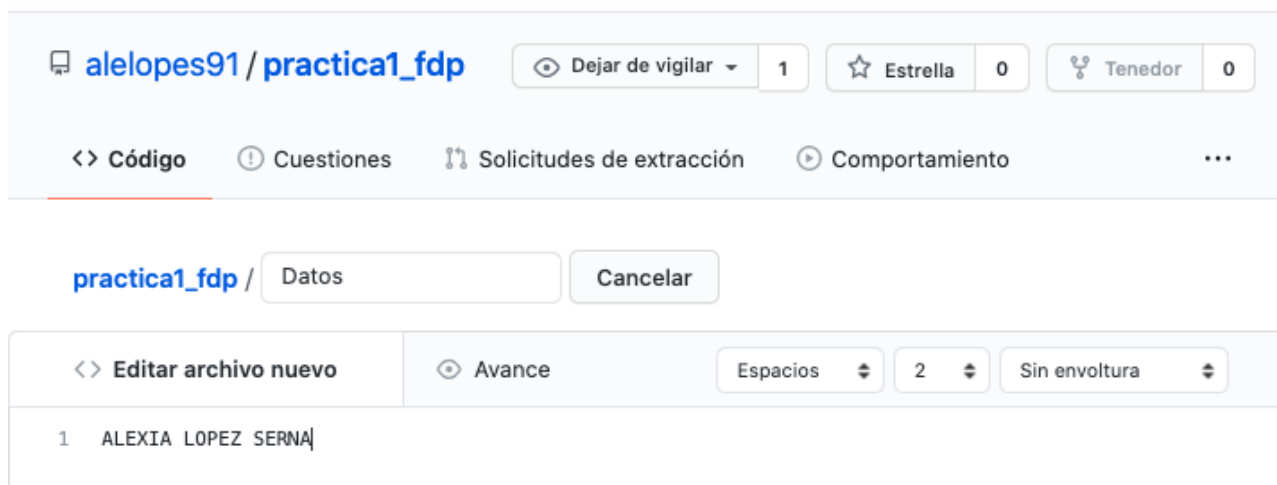 alelopes91 / practica1_fdp Dejar de vigilar 1 Estrella 0 Tenedor 0
<> Código Cuestiones Solicitudes de extracción Comportamiento ...
practica1_fdp / Datos Cancelar
<> Editar archivo nuevo Avance Espacios 2 Sin envoltura
1 ALEXIA LOPEZ SERNA